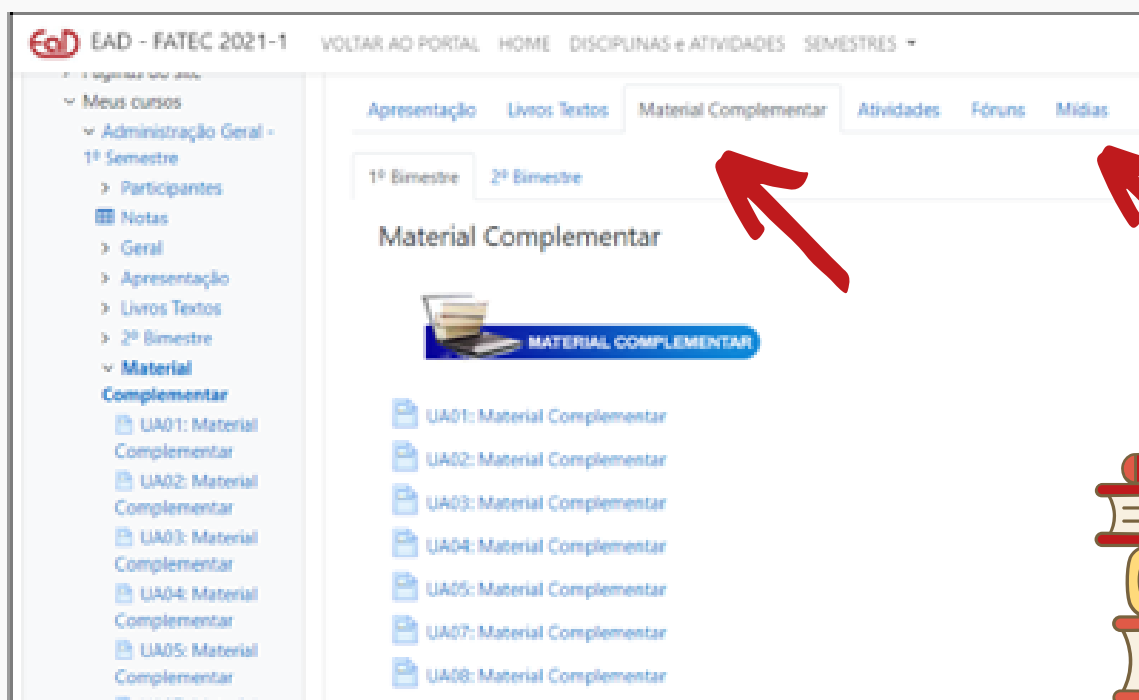 EaD EAD - FATEC 2021-1 VOLTAR AO PORTAL HOME DISCIPLINAS e ATIVIDADES SEMESTRES
Páginas do site
Meus cursos
Administração Geral -
1º Semestre
Participantes
Notas
Geral
Apresentação
Livros Textos
2º Bimestre
Material
Complementar
UA01: Material
Complementar
UA02: Material
Complementar
UA03: Material
Complementar
UA04: Material
Complementar
UA05: Material
Complementar
Apresentação Livros Textos Material Complementar Atividades Fóruns Mídias
1º Bimestre 2º Bimestre
Material Complementar
MATERIAL COMPLEMENTAR
UA01: Material Complementar
UA02: Material Complementar
UA03: Material Complementar
UA04: Material Complementar
UA05: Material Complementar
UA07: Material Complementar
UA08: Material Complementar